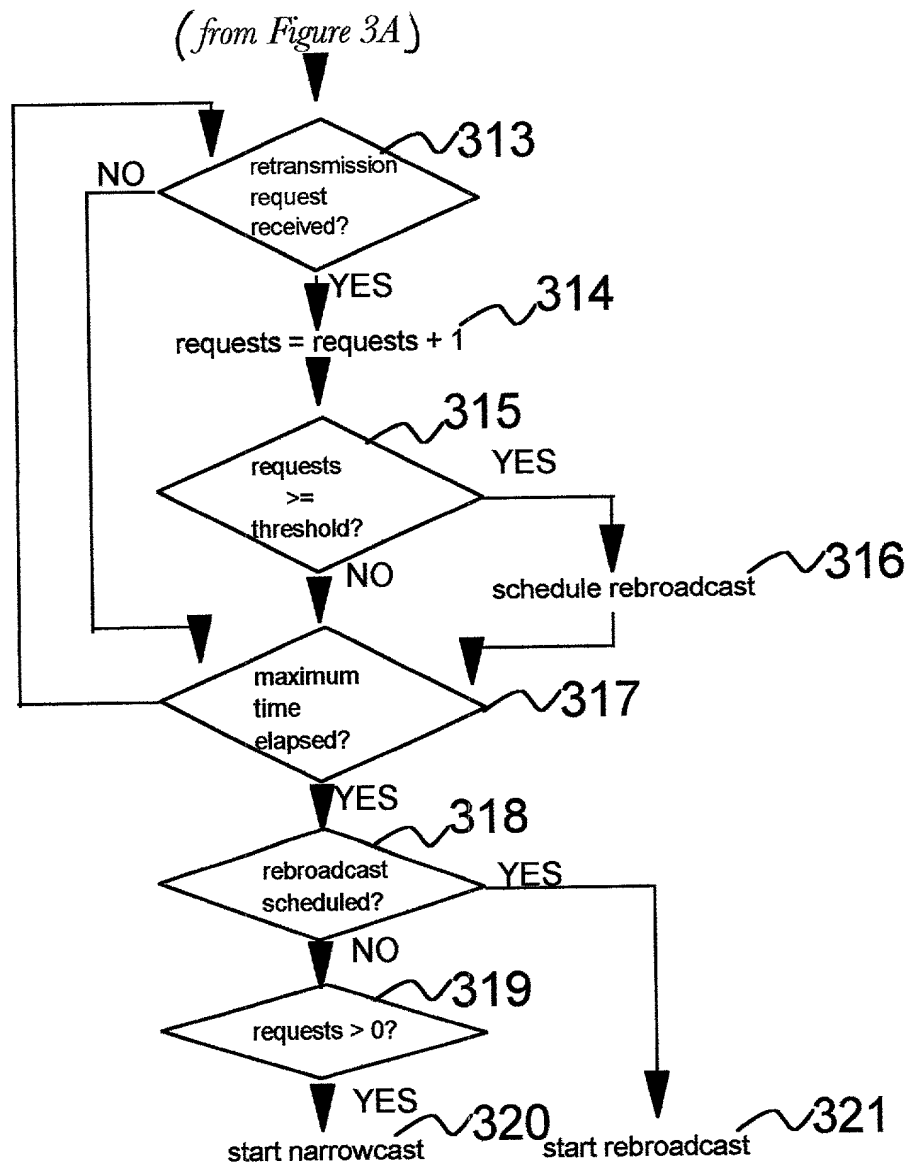 (from Figure 3A)
313
retransmission
request
received?
NO
YES
314
requests = requests + 1
315
requests
>=
threshold?
YES
NO
316
schedule rebroadcast
maximum
time
elapsed?
317
YES
318
rebroadcast
scheduled?
YES
NO
319
requests > 0?
YES
320
start narrowcast
321
start rebroadcast